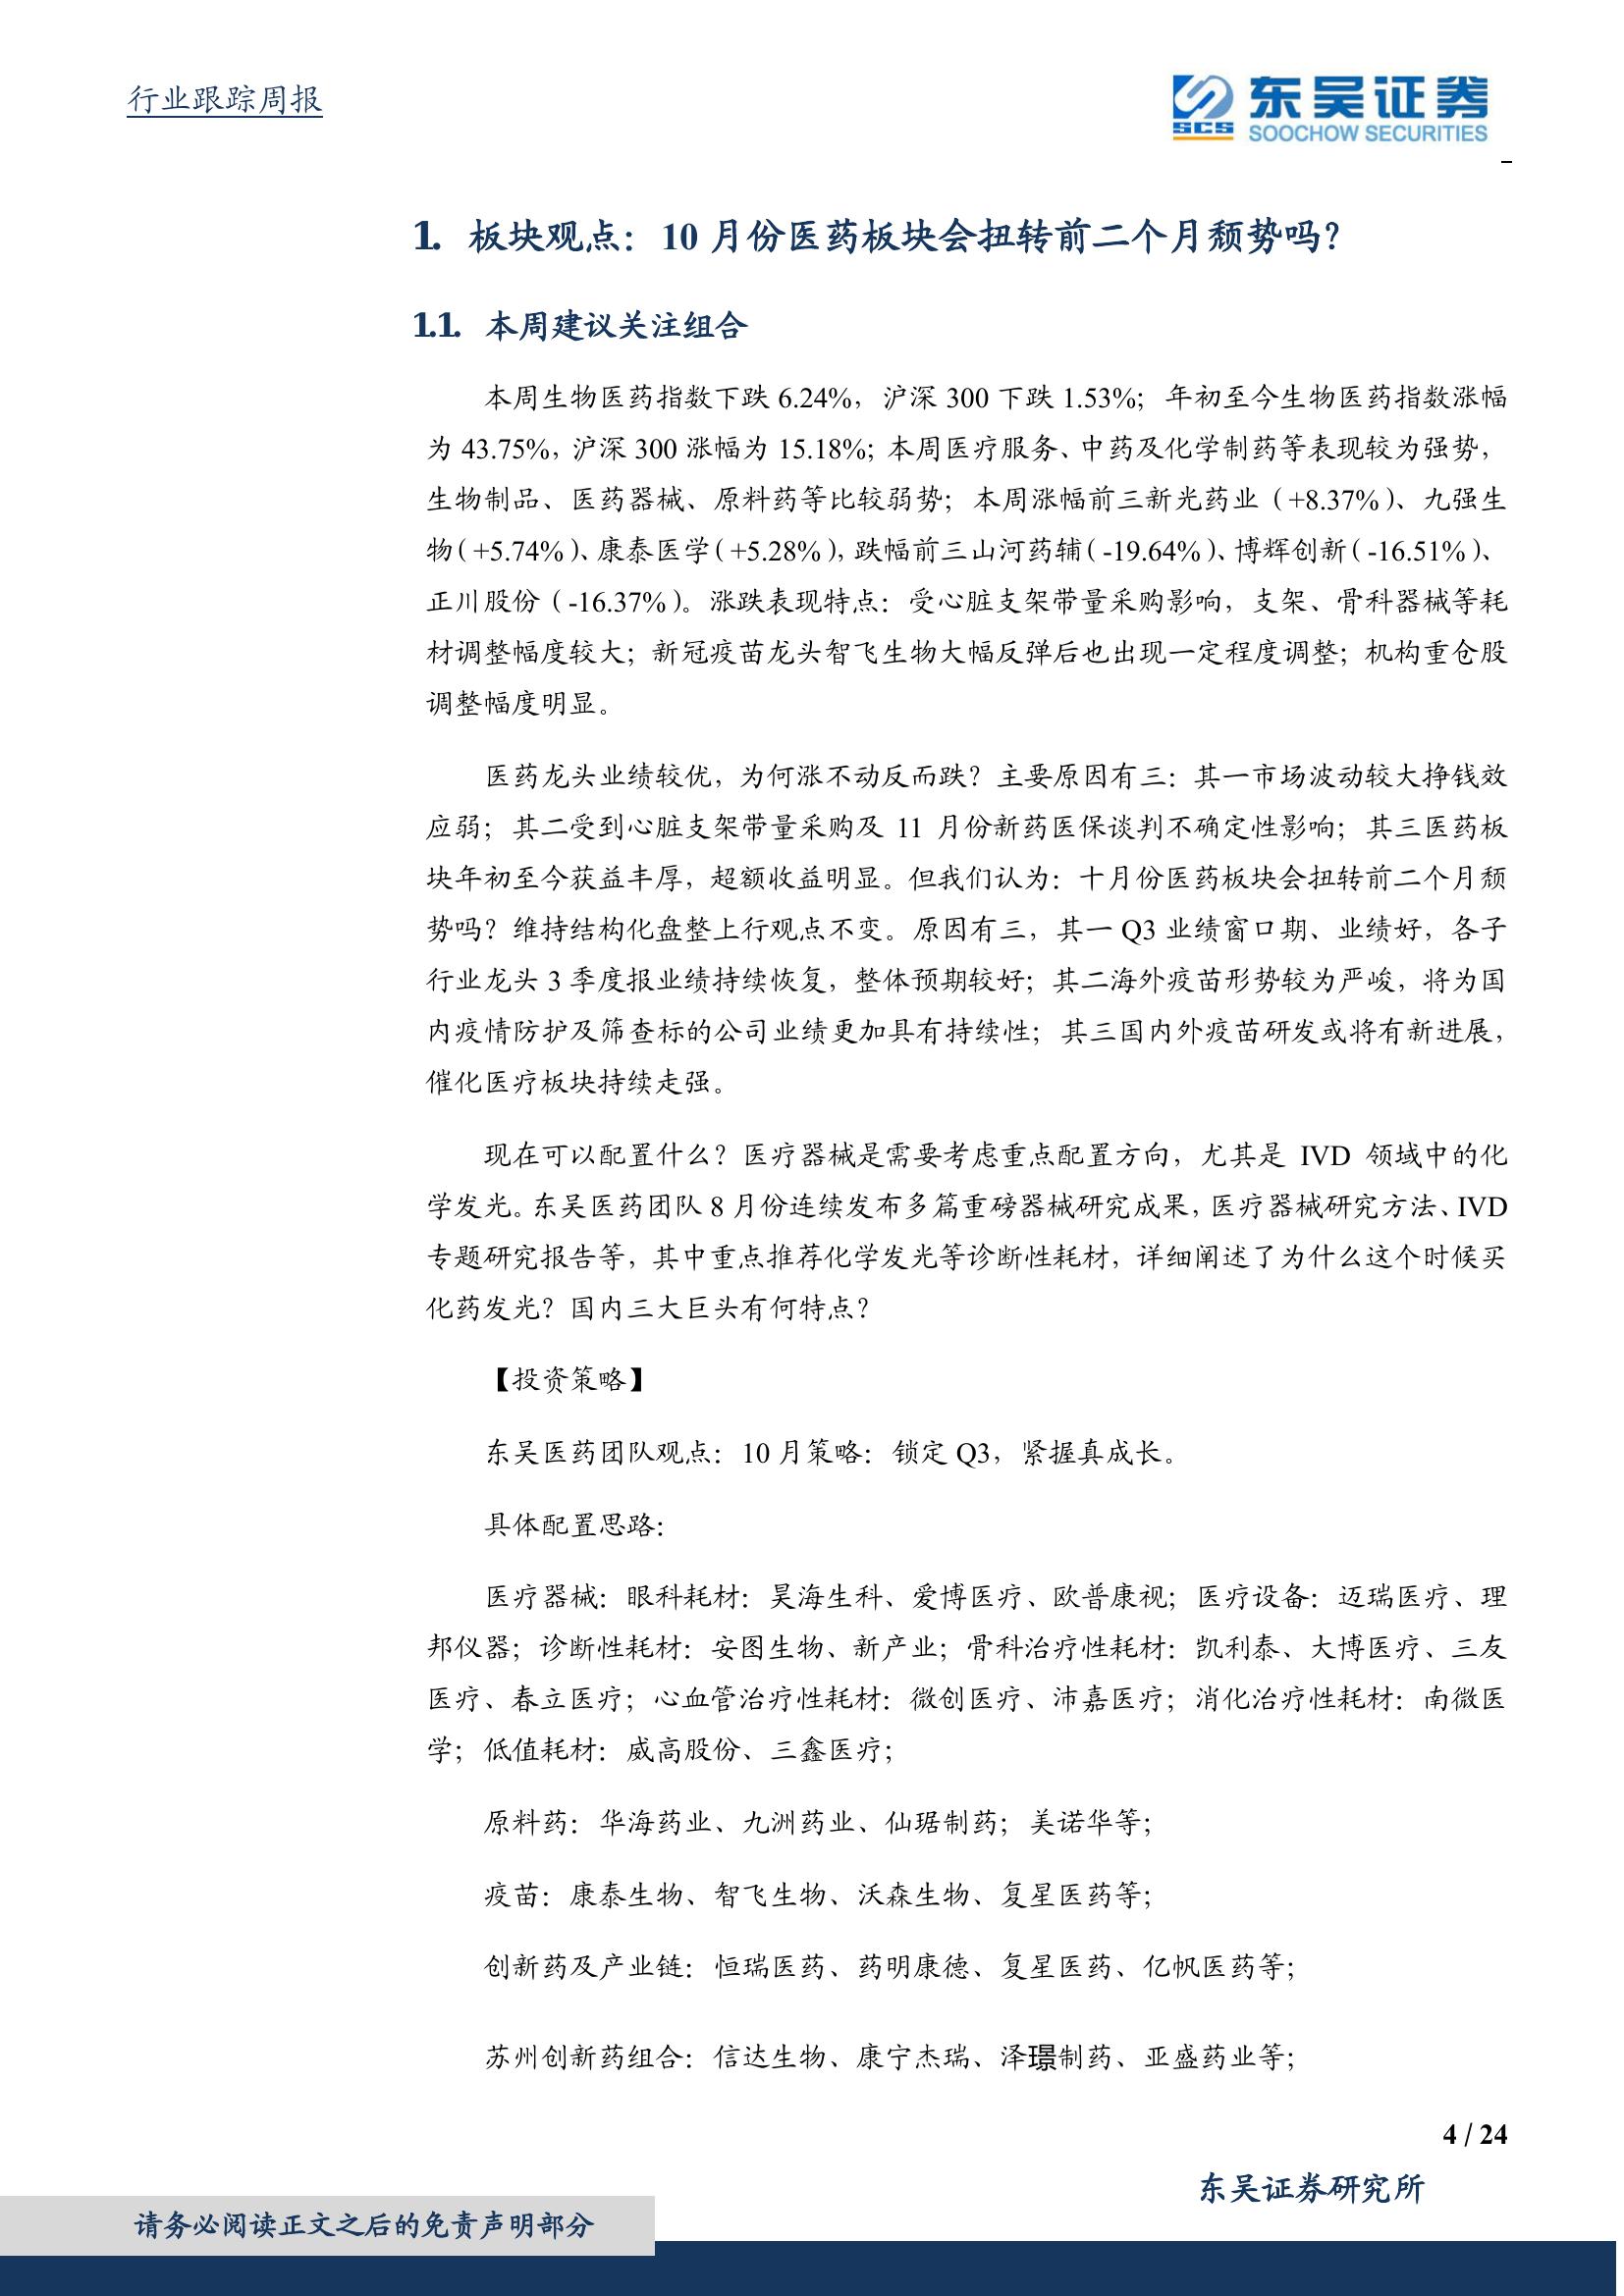 行业跟踪周报
SCS
东吴证券
SOOCHOW SECURITIES
1. 板块观点：10 月份医药板块会扭转前二个月颓势吗？
1.1. 本周建议关注组合
本周生物医药指数下跌 6.24%，沪深 300 下跌 1.53%；年初至今生物医药指数涨幅
为 43.75%，沪深 300 涨幅为 15.18%；本周医疗服务、中药及化学制药等表现较为强势，
生物制品、医药器械、原料药等比较弱势；本周涨幅前三新光药业（+8.37%）、九强生
物（+5.74%）、康泰医学（+5.28%），跌幅前三山河药辅（-19.64%）、博辉创新（-16.51%）、
正川股份（-16.37%）。涨跌表现特点：受心脏支架带量采购影响，支架、骨科器械等耗
材调整幅度较大；新冠疫苗龙头智飞生物大幅反弹后也出现一定程度调整；机构重仓股
调整幅度明显。
医药龙头业绩较优，为何涨不动反而跌？主要原因有三：其一市场波动较大挣钱效
应弱；其二受到心脏支架带量采购及 11 月份新药医保谈判不确定性影响；其三医药板
块年初至今获益丰厚，超额收益明显。但我们认为：十月份医药板块会扭转前二个月颓
势吗？维持结构化盘整上行观点不变。原因有三，其一 Q3 业绩窗口期、业绩好，各子
行业龙头 3 季度报业绩持续恢复，整体预期较好；其二海外疫苗形势较为严峻，将为国
内疫情防护及筛查标的公司业绩更加具有持续性；其三国内外疫苗研发或将有新进展，
催化医疗板块持续走强。
现在可以配置什么？医疗器械是需要考虑重点配置方向，尤其是 IVD 领域中的化
学发光。东吴医药团队 8 月份连续发布多篇重磅器械研究成果，医疗器械研究方法、IVD
专题研究报告等，其中重点推荐化学发光等诊断性耗材，详细阐述了为什么这个时候买
化药发光？国内三大巨头有何特点？
【投资策略】
东吴医药团队观点：10 月策略：锁定 Q3，紧握真成长。
具体配置思路：
医疗器械：眼科耗材：昊海生科、爱博医疗、欧普康视；医疗设备：迈瑞医疗、理
邦仪器；诊断性耗材：安图生物、新产业；骨科治疗性耗材：凯利泰、大博医疗、三友
医疗、春立医疗；心血管治疗性耗材：微创医疗、沛嘉医疗；消化治疗性耗材：南微医
学；低值耗材：威高股份、三鑫医疗；
原料药：华海药业、九洲药业、仙琚制药；美诺华等；
疫苗：康泰生物、智飞生物、沃森生物、复星医药等；
创新药及产业链：恒瑞医药、药明康德、复星医药、亿帆医药等；
苏州创新药组合：信达生物、康宁杰瑞、泽璟制药、亚盛药业等；
4 / 24
东吴证券研究所
请务必阅读正文之后的免责声明部分